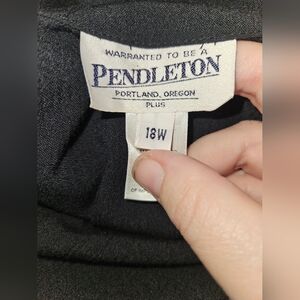 WARRANTED TO BE A
PENDLETON
PORTLAND, OREGON
PLUS
18W